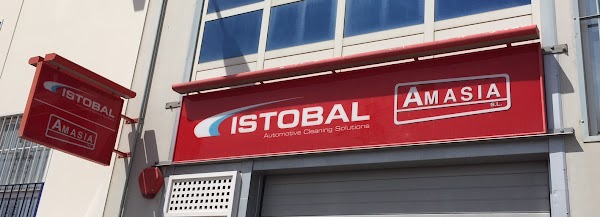 ISTOBAL
AMASIA
ISTOBAL
Automotive Cleaning Solutions
AMASIA
S.L.